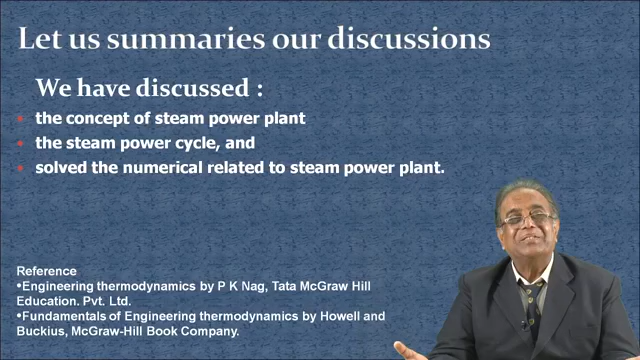 Let us summaries our discussions
We have discussed :
• the concept of steam power plant
• the steam power cycle, and
• solved the numerical related to steam power plant.
Reference
•Engineering thermodynamics by P K Nag, Tata McGraw Hill
Education. Pvt. Ltd.
•Fundamentals of Engineering thermodynamics by Howell and
Buckius, McGraw-Hill Book Company.